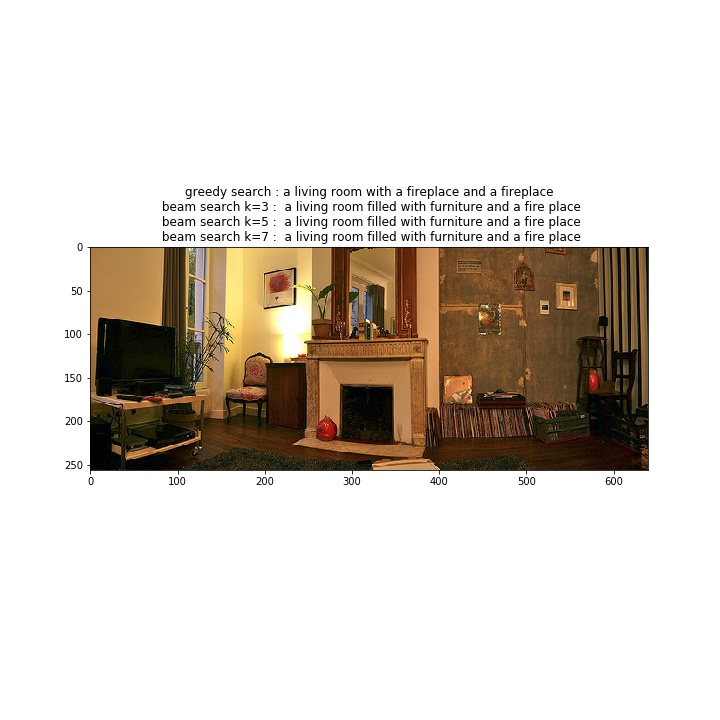 greedy search : a living room with a fireplace and a fireplace
beam search k=3 :  a living room filled with furniture and a fire place
beam search k=5 :  a living room filled with furniture and a fire place
beam search k=7 :  a living room filled with furniture and a fire place
0
50
100
150
200
250
0 100 200 300 400 500 600